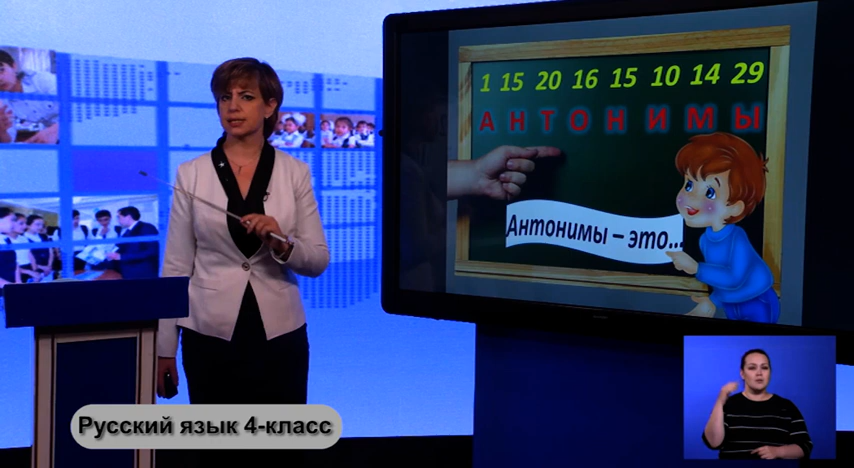 1 15 20 16 15 10 14 29
АНТОНИМЫ
Антонимы – это...
Русский язык 4-класс